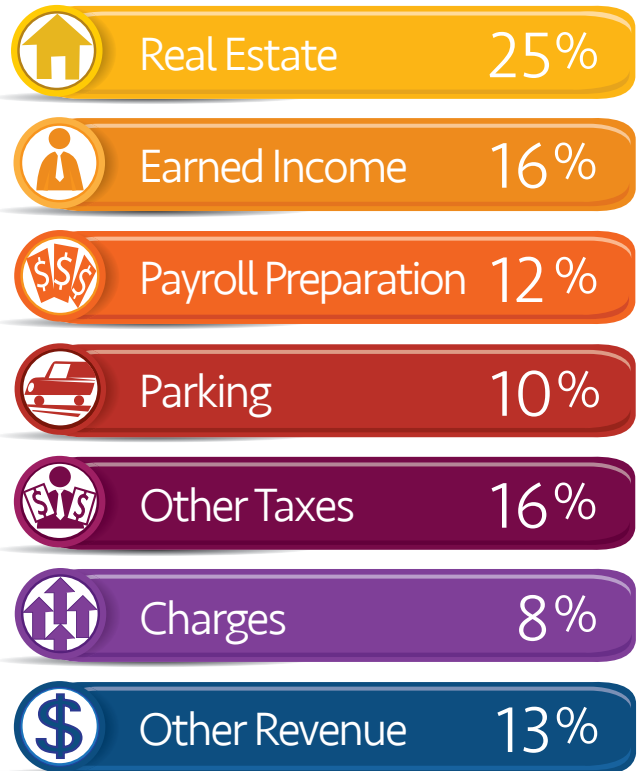 Real Estate 25%
Earned Income 16%
Payroll Preparation 12%
Parking 10%
Other Taxes 16%
Charges 8%
Other Revenue 13%